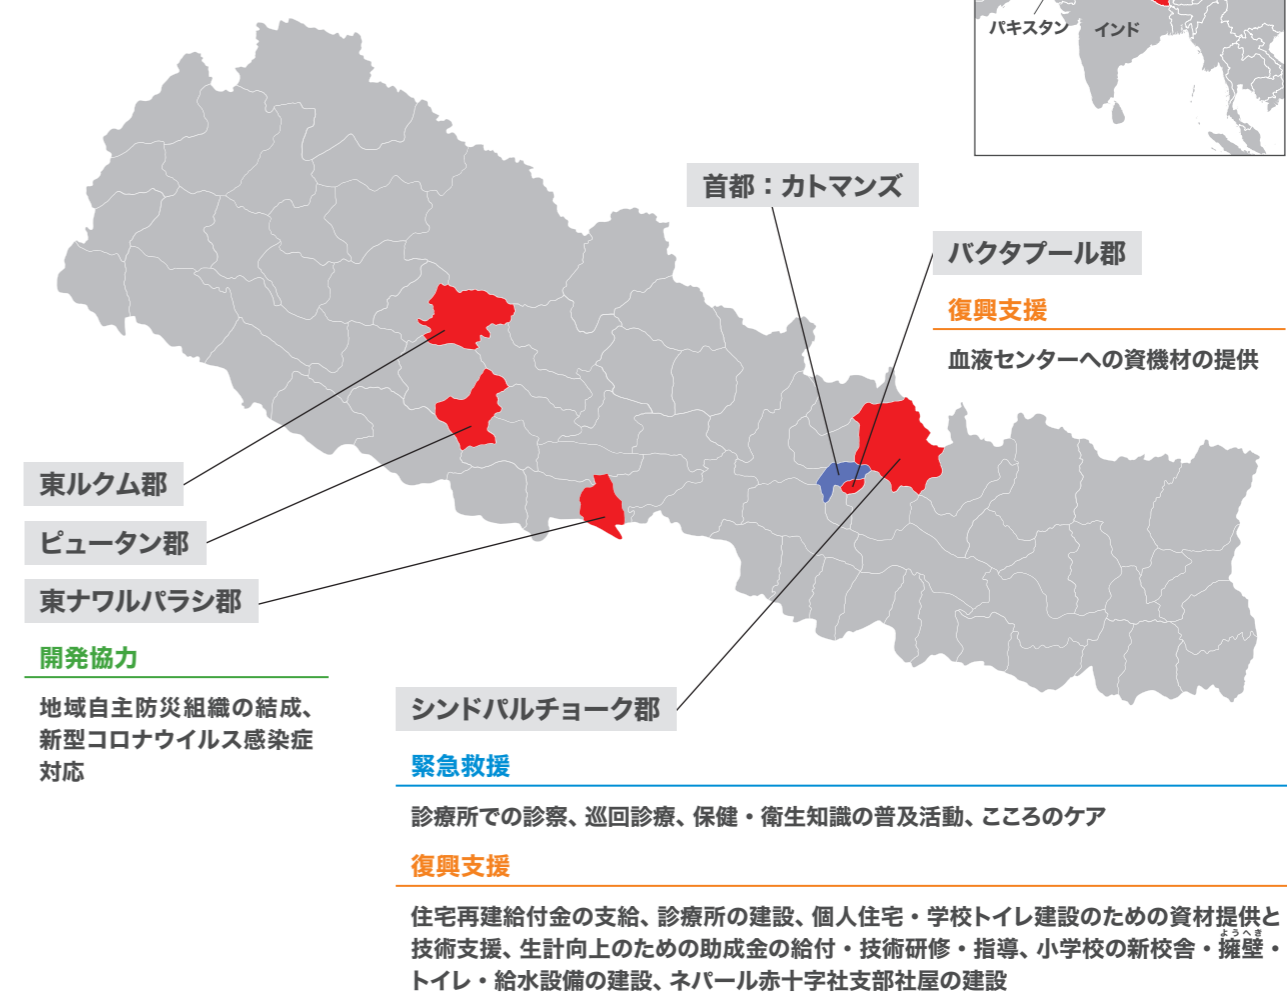 パキスタン
インド
首都：カトマンズ
バクタプール郡
復興支援
血液センターへの資機材の提供
東ルクム郡
ピュータン郡
東ナワルパラシ郡
開発協力
地域自主防災組織の結成、
新型コロナウイルス感染症
対応
シンドパルチョーク郡
緊急救援
診療所での診察、巡回診療、保健・衛生知識の普及活動、こころのケア
復興支援
住宅再建給付金の支給、診療所の建設、個人住宅・学校トイレ建設のための資材提供と
ようへき
技術支援、生計向上のための助成金の給付・技術研修・指導、小学校の新校舎・擁壁・
トイレ・給水設備の建設、ネパール赤十字社支部社屋の建設